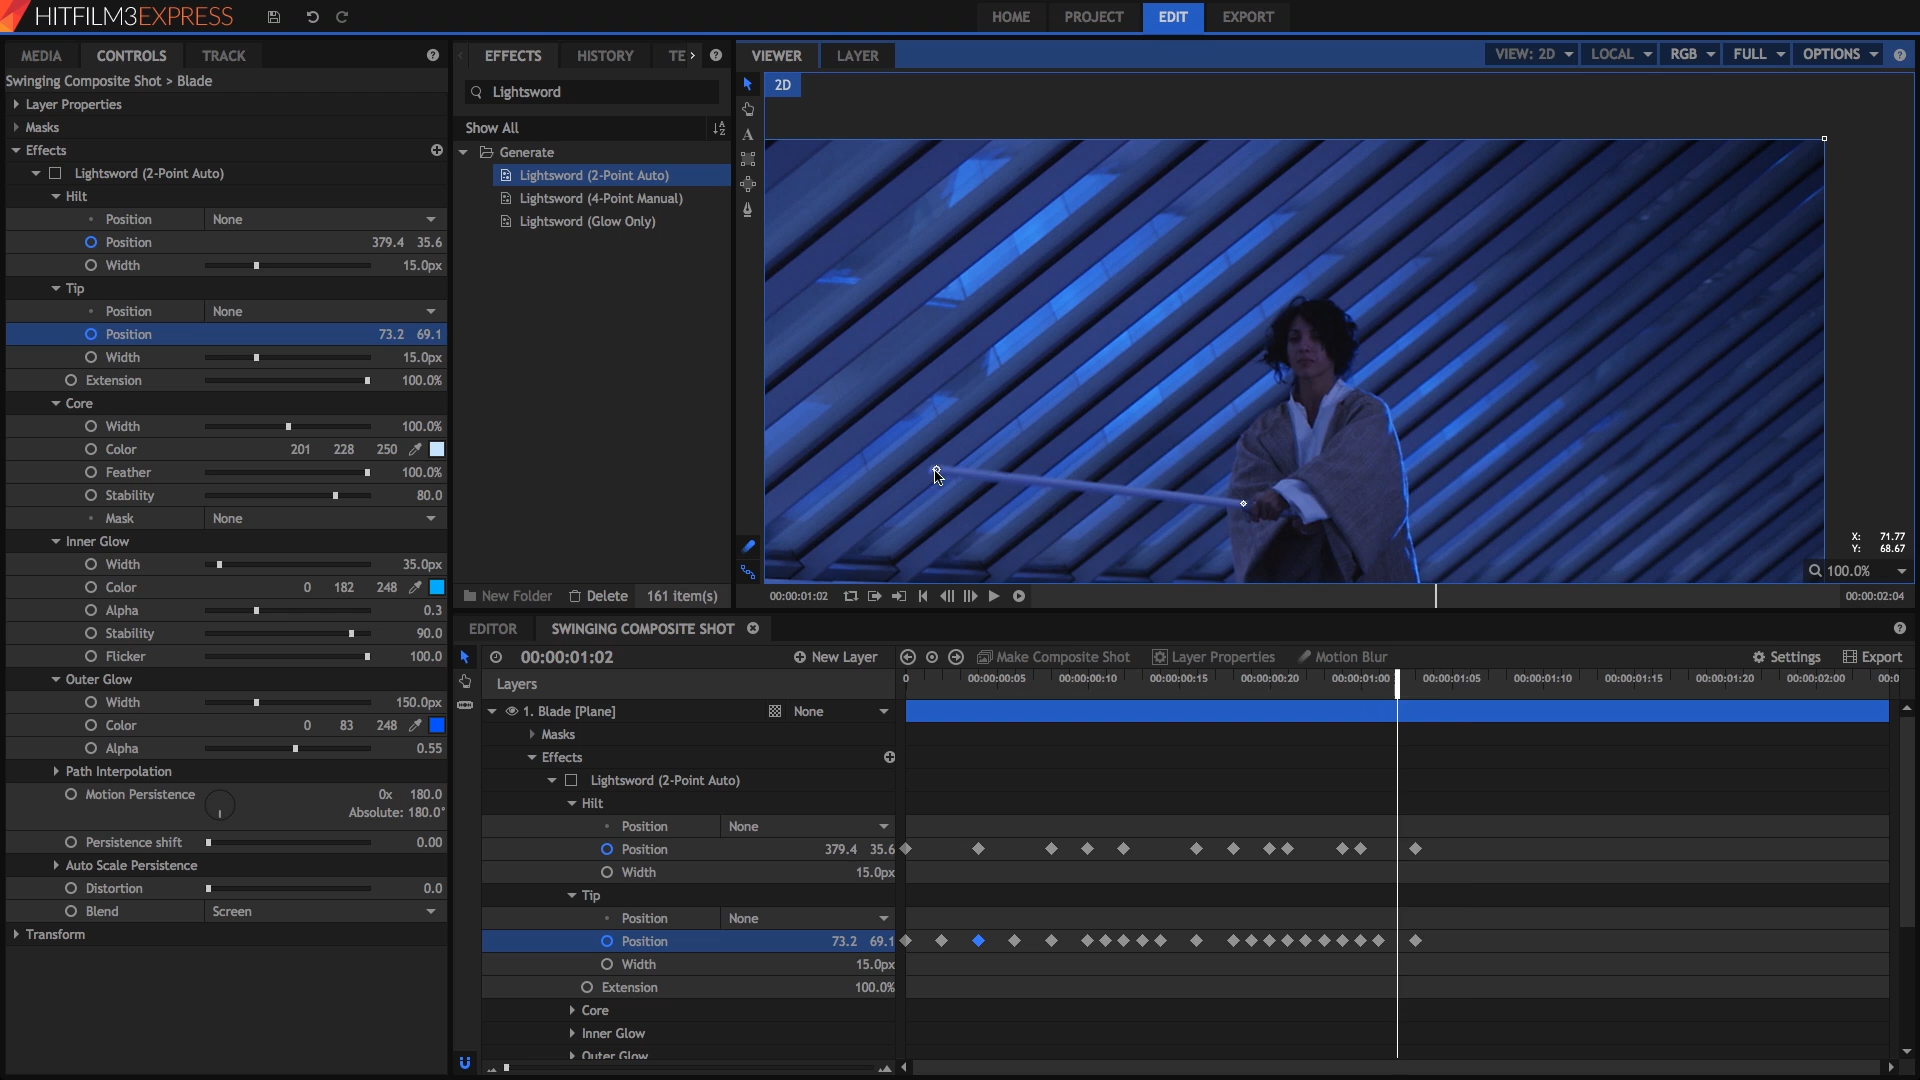 HITFILM3EXPRESS
HOME PROJECT EDIT EXPORT
MEDIA CONTROLS TRACK
Swinging Composite Shot > Blade
Layer Properties
Masks
Effects
Lightsword (2-Point Auto)
Hilt
Position None
Position 379.4 35.6
Width 15.0px
Tip
Position None
Position 73.2 69.1
Width 15.0px
Extension 100.0%
Core
Width 100.0%
Color 201 228 250
Feather 100.0%
Stability 80.0
Mask None
Inner Glow
Width 35.0px
Color 0 182 248
Alpha 0.3
Stability 90.0
Flicker 100.0
Outer Glow
Width 150.0px
Color 0 83 248
Alpha 0.55
Path Interpolation
Motion Persistence 0x 180.0
Absolute: 180.0°
Persistence shift 0.00
Auto Scale Persistence
Distortion 0.0
Blend Screen
Transform
EFFECTS HISTORY TE
Lightsword
Show All
Generate
Lightsword (2-Point Auto)
Lightsword (4-Point Manual)
Lightsword (Glow Only)
New Folder Delete 161 item(s)
VIEWER LAYER VIEW: 2D LOCAL RGB FULL OPTIONS
2D
A
X: 71.77
Y: 68.67
100.0%
00:00:01:02 00:00:02:04
EDITOR SWINGING COMPOSITE SHOT
00:00:01:02 New Layer Make Composite Shot Layer Properties Motion Blur Settings Export
Layers 0 00:00:00:05 00:00:00:10 00:00:00:15 00:00:00:20 00:00:01:00 00:00:01:05 00:00:01:10 00:00:01:15 00:00:01:20 00:00:02:00 00:0
1. Blade [Plane] None
Masks
Effects
Lightsword (2-Point Auto)
Hilt
Position None
Position 379.4 35.6
Width 15.0px
Tip
Position None
Position 73.2 69.1
Width 15.0px
Extension 100.0%
Core
Inner Glow
Outer Glow